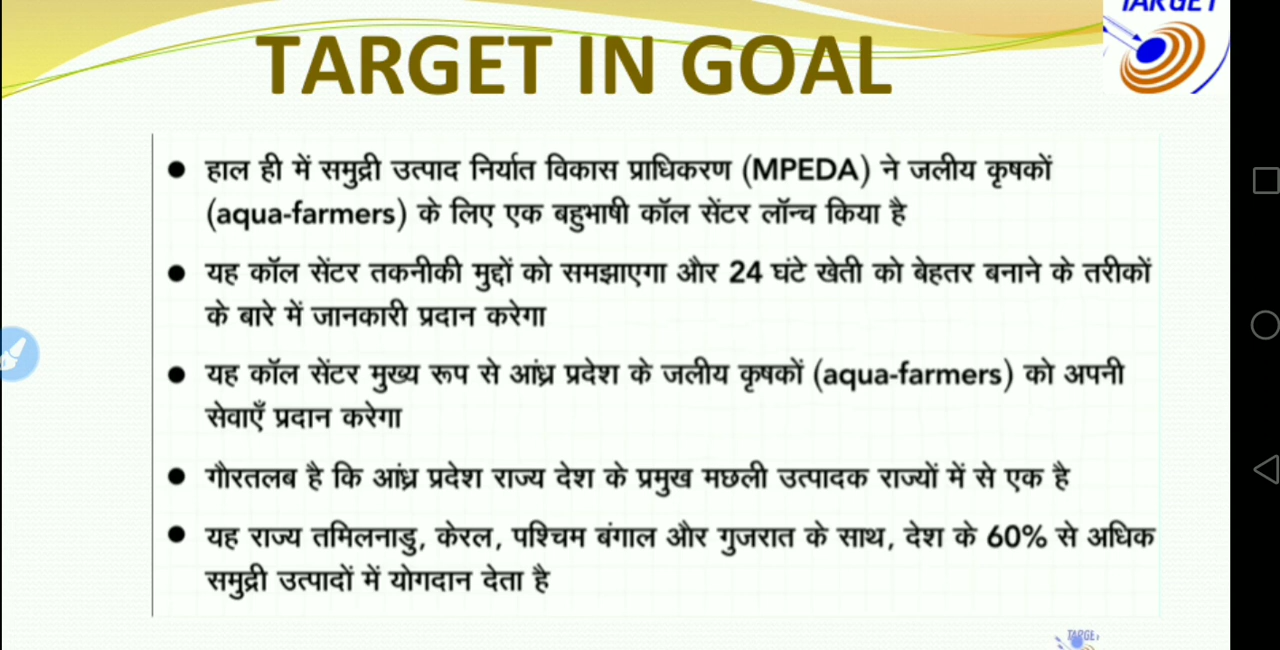 TARGET
TARGET IN GOAL
● हाल ही में समुद्री उत्पाद निर्यात विकास प्राधिकरण (MPEDA) ने जलीय कृषकों
(aqua-farmers) के लिए एक बहुभाषी कॉल सेंटर लॉन्च किया है
● यह कॉल सेंटर तकनीकी मुद्दों को समझाएगा और 24 घंटे खेती को बेहतर बनाने के तरीकों
के बारे में जानकारी प्रदान करेगा
● यह कॉल सेंटर मुख्य रूप से आंध्र प्रदेश के जलीय कृषकों (aqua-farmers) को अपनी
सेवाएँ प्रदान करेगा
● गौरतलब है कि आंध्र प्रदेश राज्य देश के प्रमुख मछली उत्पादक राज्यों में से एक है
● यह राज्य तमिलनाडु, केरल, पश्चिम बंगाल और गुजरात के साथ, देश के 60% से अधिक
समुद्री उत्पादों में योगदान देता है
TARGET